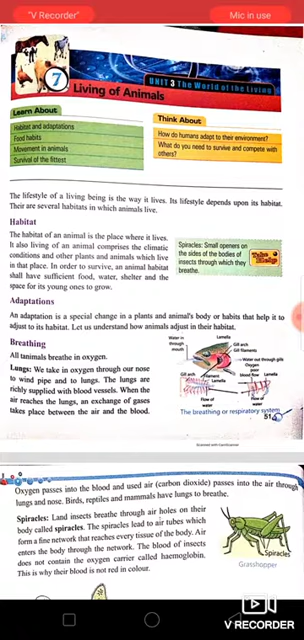 "V Recorder"
Mic in use
UNIT 3 The World of the Living
7
Living of Animals
Learn About
Habitat and adaptations
Food habits
Movement in animals
Survival of the fittest
Think About
How do humans adapt to their environment?
What do you need to survive and compete with
others?
The lifestyle of a living being is the way it lives. Its lifestyle depends upon its habitat.
Their are several habitats in which animals live.
Habitat
The habitat of an animal is the place where it lives.
It also living of an animal comprises the climatic
conditions and other plants and animals which live
in that place. In order to survive, an animal habitat
shall have sufficient food, water, shelter and the
space for its young ones to grow.
Spiracles: Small openers on
the sides of the bodies of
insects through which they
breathe.
Take
Help
Adaptations
An adaptation is a special change in a plants and animal's body or habits that help it to
adjust to its habitat. Let us understand how animals adjust in their habitat.
Breathing
All tanimals breathe in oxygen.
Lungs: We take in oxygen through our nose
to wind pipe and to lungs. The lungs are
richly supplied with blood vessels. When the
air reaches the lungs, an exchange of gases
takes place between the air and the blood.
Water in
through
mouth
Lamella
Gill arch
Gill filaments
Water out through gills
Oxygen
poor
blood flow
Lamella
Gill arch
Filament
Lamella
Flow of
water
Flow of
water
The breathing or respiratory system
51
Scanned with CamScanner
Oxygen passes into the blood and used air (carbon dioxide) passes into the air through
lungs and nose. Birds, reptiles and mammals have lungs to breathe.
Spiracles: Land insects breathe through air holes on their
body called spiracles. The spiracles lead to air tubes which
form a fine network that reaches every tissue of the body. Air
enters the body through the network. The blood of insects
does not contain the oxygen carrier called haemoglobin.
This is why their blood is not red in colour.
Spiracles
Grasshopper
V RECORDER